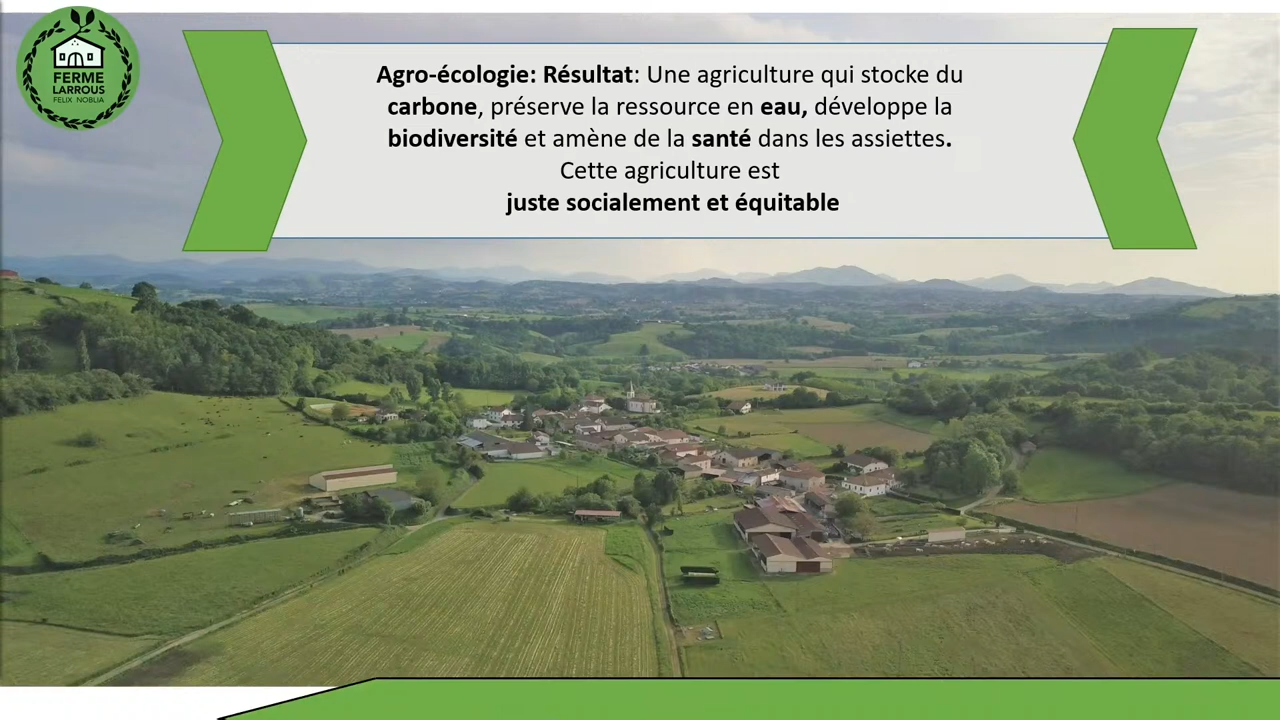 FERME
LARROUS
FELIX NOBLIA
Agro-écologie: Résultat: Une agriculture qui stocke du
carbone, préserve la ressource en eau, développe la
biodiversité et amène de la santé dans les assiettes.
Cette agriculture est
juste socialement et équitable